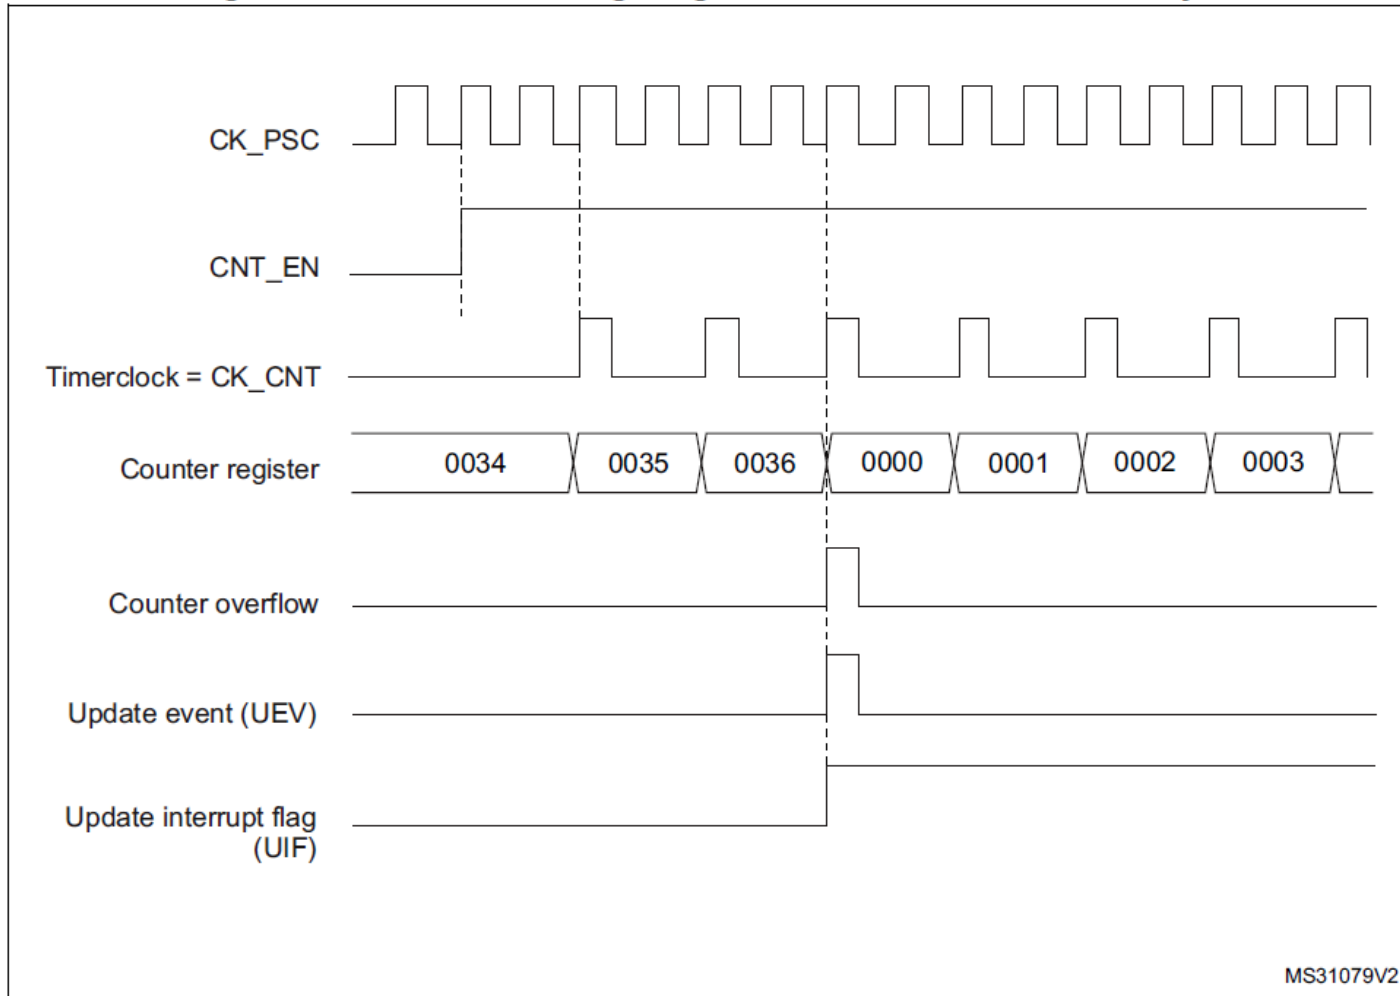 CK_PSC
CNT_EN
Timerclock = CK_CNT
Counter register
0034 0035 0036 0000 0001 0002 0003
Counter overflow
Update event (UEV)
Update interrupt flag
(UIF)
MS31079V2